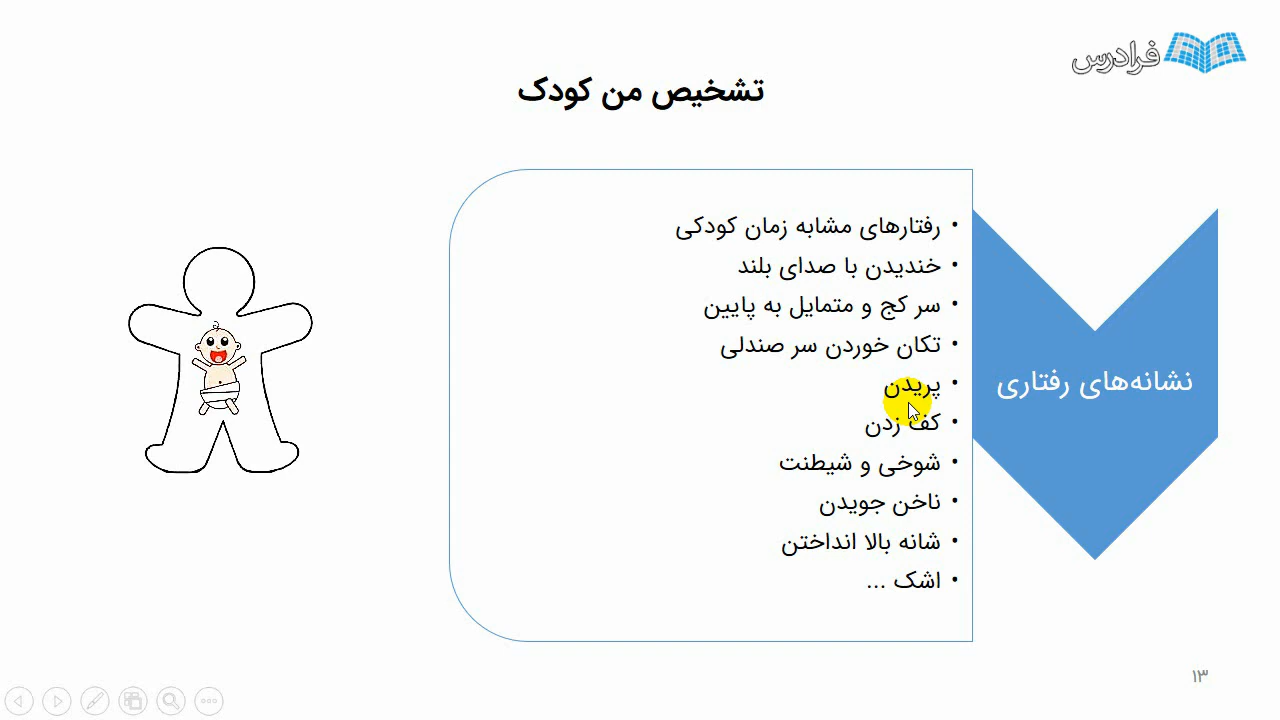 فرادرس
تشخیص من کودک
• رفتارهای مشابه زمان کودکی
• خندیدن با صدای بلند
• سر کج و متمایل به پایین
• تکان خوردن سر صندلی
• پریدن
• کف زدن
• شوخی و شیطنت
• ناخن جویدن
• شانه بالا انداختن
• اشک ...
نشانه‌های رفتاری
۱۳